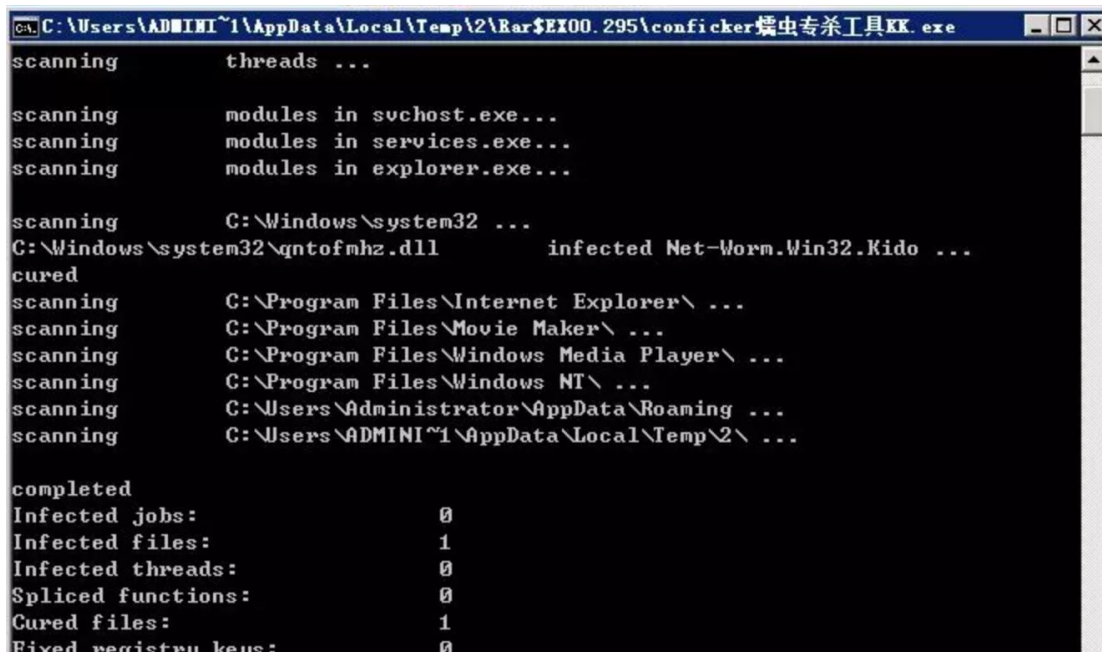 C:\Users\ADMINI~1\AppData\Local\Temp\2\Rar$EX00.295\conficker蠕虫专杀工具KK.exe
scanning threads ...
scanning modules in svchost.exe...
scanning modules in services.exe...
scanning modules in explorer.exe...
scanning C:\Windows\system32 ...
C:\Windows\system32\qntofmhz.dll infected Net-Worm.Win32.Kido ...
cured
scanning C:\Program Files\Internet Explorer\ ...
scanning C:\Program Files\Movie Maker\ ...
scanning C:\Program Files\Windows Media Player\ ...
scanning C:\Program Files\Windows NT\ ...
scanning C:\Users\Administrator\AppData\Roaming ...
scanning C:\Users\ADMINI~1\AppData\Local\Temp\2\ ...
completed
Infected jobs: 0
Infected files: 1
Infected threads: 0
Spliced functions: 0
Cured files: 1
Fixed registry keys: 0